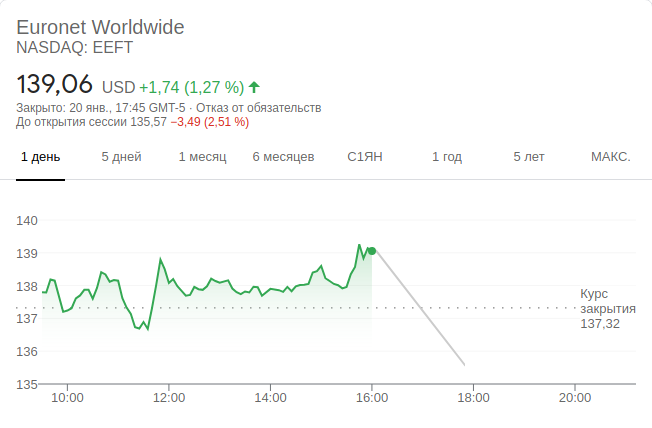 Euronet Worldwide
NASDAQ: EEFT
139,06 USD +1,74 (1,27 %)
Закрыто: 20 янв., 17:45 GMT-5 · Отказ от обязательств
До открытия сессии 135,57 −3,49 (2,51 %)
1 день 5 дней 1 месяц 6 месяцев С1ЯН 1 год 5 лет МАКС.
140
139
138
137
136
135
Курс
закрытия
137,32
10:00 12:00 14:00 16:00 18:00 20:00